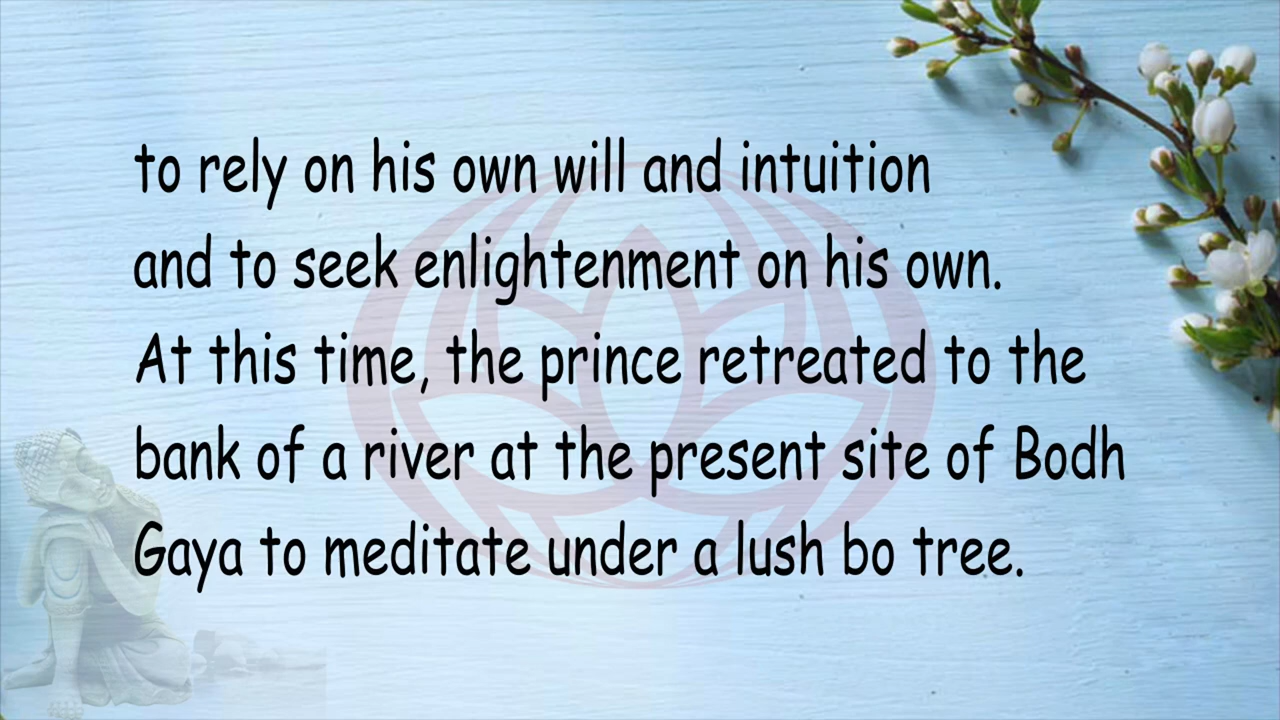 to rely on his own will and intuition
and to seek enlightenment on his own.
At this time, the prince retreated to the
bank of a river at the present site of Bodh
Gaya to meditate under a lush bo tree.